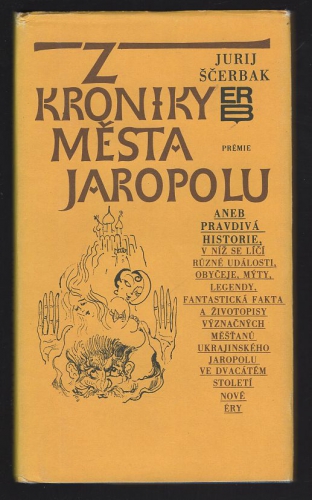 Z
KRONIKY
MĚSTA
JAROPOLU
JURIJ
ŠČERBAK
ERB
PRÉMIE
ANEB
PRAVDIVÁ
HISTORIE,
V NÍŽ SE LÍČÍ
RŮZNÉ UDÁLOSTI,
OBYČEJE, MÝTY,
LEGENDY,
FANTASTICKÁ FAKTA
A ŽIVOTOPISY
VÝZNAČNÝCH
MĚŠŤANŮ
UKRAJINSKÉHO
JAROPOLU
VE DVACÁTÉM
STOLETÍ
NOVÉ
ÉRY